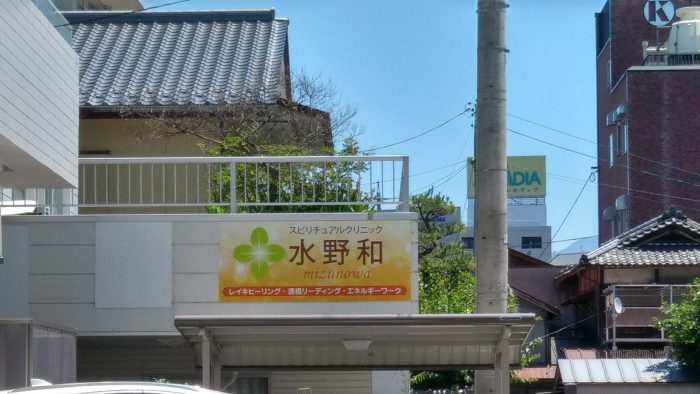 スピリチュアルクリニック
水野和
mizunowa
レイキヒーリング・透視リーディング・エネルギーワーク
K
ADIA